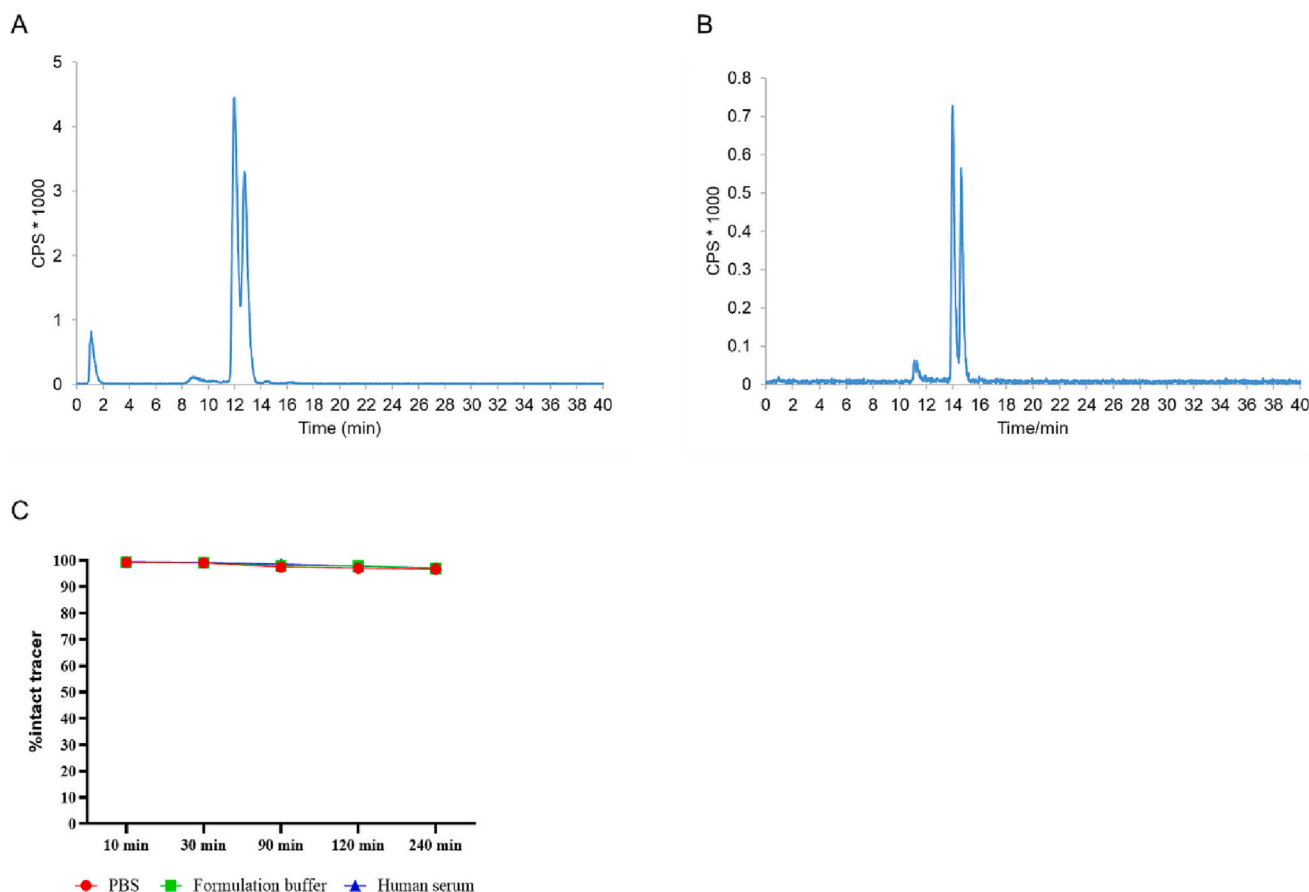 A
5
4
3
2
1
0
CPS * 1000
0 2 4 6 8 10 12 14 16 18 20 22 24 26 28 30 32 34 36 38 40
Time (min)
B
0.8
0.7
0.6
0.5
0.4
0.3
0.2
0.1
0
CPS * 1000
0 2 4 6 8 10 12 14 16 18 20 22 24 26 28 30 32 34 36 38 40
Time/min
C
100
90
80
70
60
50
40
30
20
10
0
%intact tracer
10 min 30 min 90 min 120 min 240 min
PBS Formulation buffer Human serum